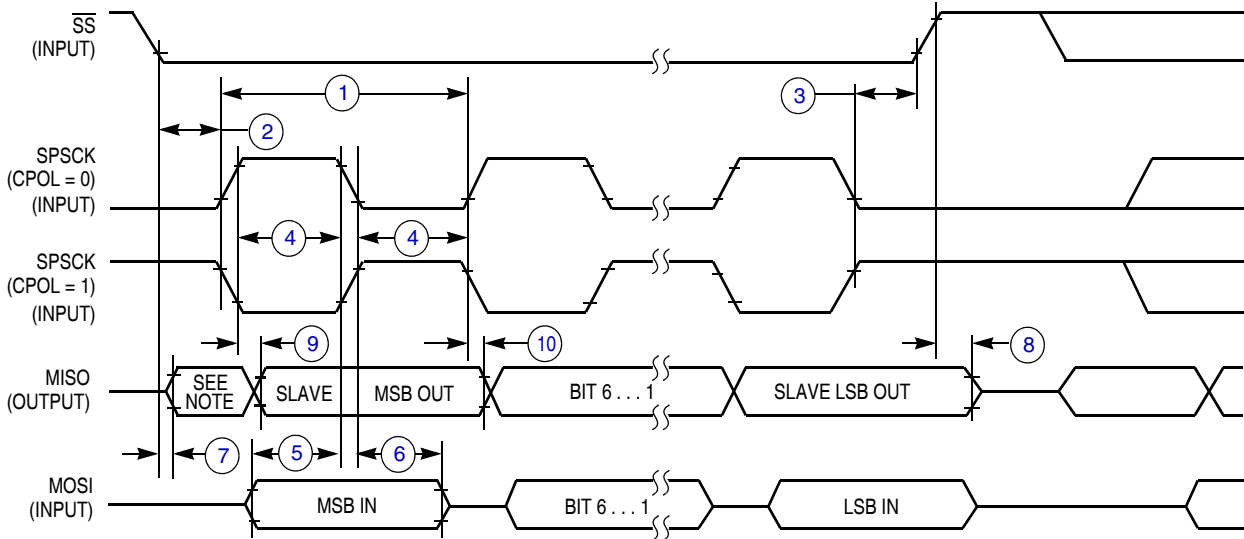 SS
(INPUT)
1
3
2
SPSCK
(CPOL = 0)
(INPUT)
4
4
SPSCK
(CPOL = 1)
(INPUT)
9
10
8
MISO
(OUTPUT)
SEE
NOTE
SLAVE
MSB OUT
BIT 6 . . . 1
SLAVE LSB OUT
7
5
6
MOSI
(INPUT)
MSB IN
BIT 6 . . . 1
LSB IN